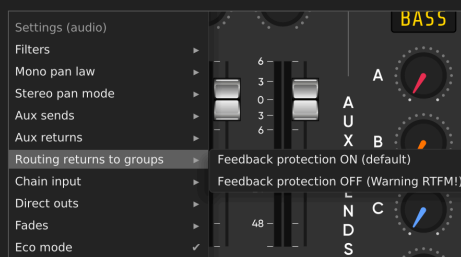 Settings (audio)
Filters
Mono pan law
Stereo pan mode
Aux sends
Aux returns
Routing returns to groups
Chain input
Direct outs
Fades
Eco mode
Feedback protection ON (default)
Feedback protection OFF (Warning RTFM!)
6
3
0
3
6
48
AUX
ENDS
BASS
A
B
C